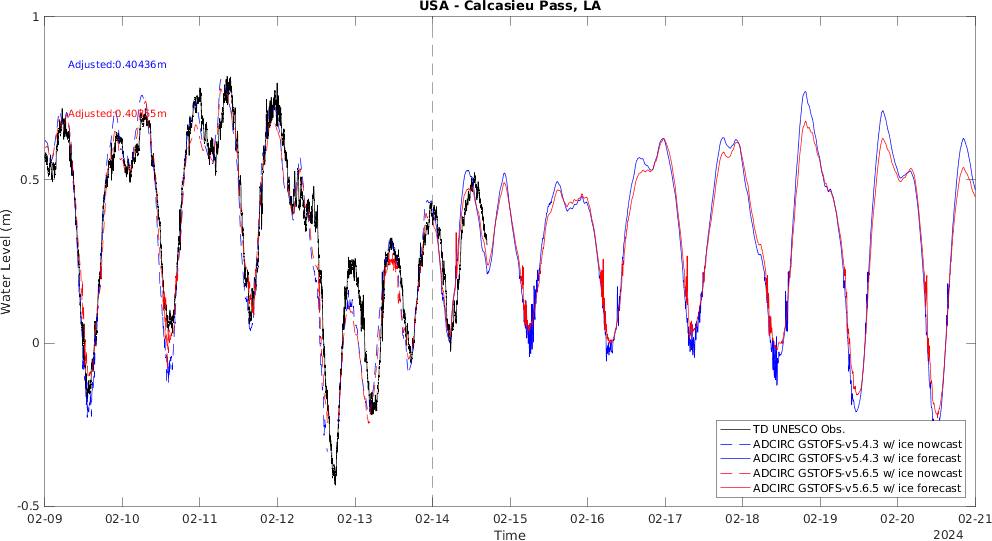 USA - Calcasieu Pass, LA
1
Adjusted:0.40436m
0.5
0
-0.5
Water Level (m)
TD UNESCO Obs.
ADCIRC GSTOFS-v5.4.3 w/ ice nowcast
ADCIRC GSTOFS-v5.4.3 w/ ice forecast
ADCIRC GSTOFS-v5.6.5 w/ ice nowcast
ADCIRC GSTOFS-v5.6.5 w/ ice forecast
02-09 02-10 02-11 02-12 02-13 02-14 02-15 02-16 02-17 02-18 02-19 02-20 02-21
Time
2024